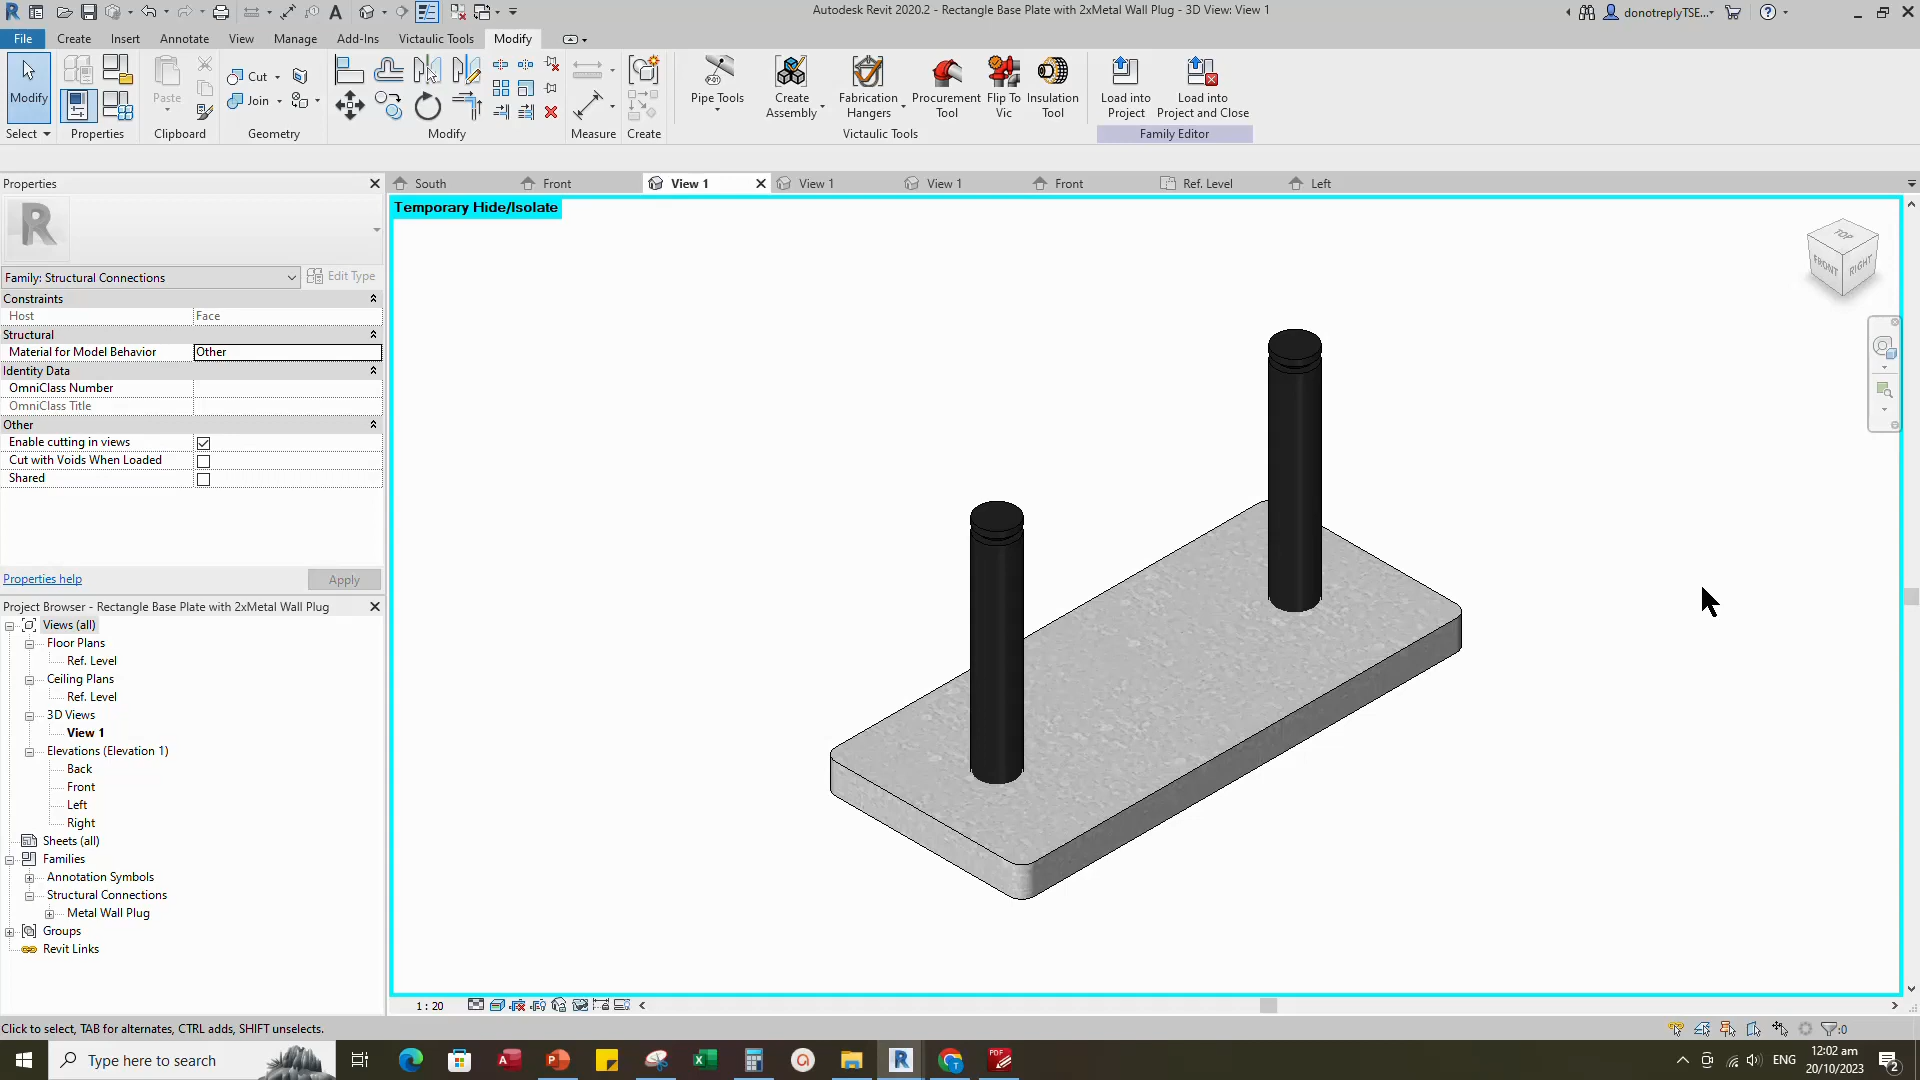 Autodesk Revit 2020.2 - Rectangle Base Plate with 2xMetal Wall Plug - 3D View: View 1
donotreplyTSE...
File Create Insert Annotate View Manage Add-Ins Victaulic Tools Modify
Modify
Paste
Cut
Join
Pipe Tools
Create Assembly
Fabrication Hangers
Procurement Tool
Flip To Vic
Insulation Tool
Load into Project
Load into Project and Close
Select Properties Clipboard Geometry Modify Measure Create Victaulic Tools Family Editor
Properties
South Front View 1 View 1 View 1 Front Ref. Level Left
Temporary Hide/Isolate
TOP
FRONT RIGHT
Family: Structural Connections Edit Type
Constraints
Host Face
Structural
Material for Model Behavior Other
Identity Data
OmniClass Number
OmniClass Title
Other
Enable cutting in views
Cut with Voids When Loaded
Shared
Properties help Apply
Project Browser - Rectangle Base Plate with 2xMetal Wall Plug
Views (all)
Floor Plans
Ref. Level
Ceiling Plans
Ref. Level
3D Views
View 1
Elevations (Elevation 1)
Back
Front
Left
Right
Sheets (all)
Families
Annotation Symbols
Structural Connections
Metal Wall Plug
Groups
Revit Links
1 : 20
Click to select, TAB for alternates, CTRL adds, SHIFT unselects.
:0
Type here to search
ENG
12:02 am
20/10/2023
2